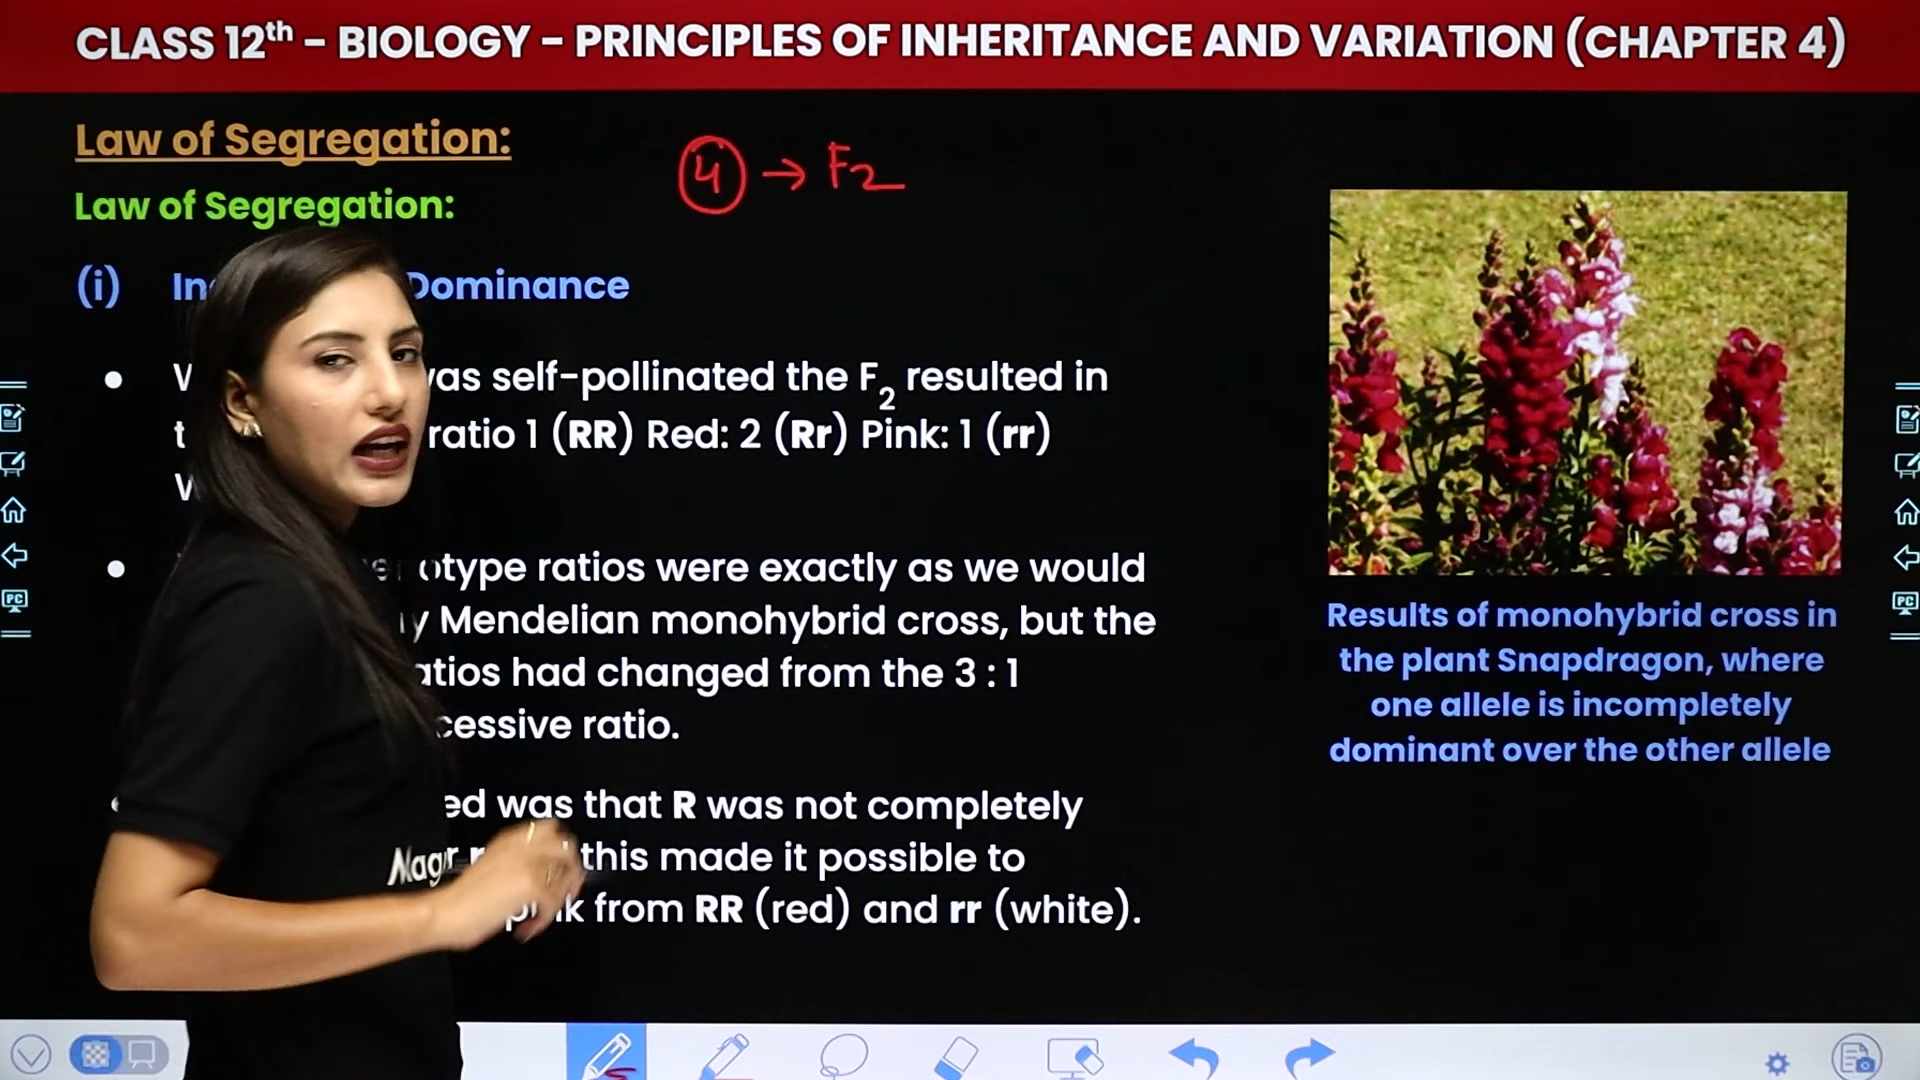 CLASS 12th - BIOLOGY - PRINCIPLES OF INHERITANCE AND VARIATION (CHAPTER 4)
Law of Segregation:
4 → F2
Law of Segregation:
(i) In Dominance
was self-pollinated the F2 resulted in
ratio 1 (RR) Red: 2 (Rr) Pink: 1 (rr)
otype ratios were exactly as we would
y Mendelian monohybrid cross, but the
atios had changed from the 3 : 1
cessive ratio.
ed was that R was not completely
r this made it possible to
from RR (red) and rr (white).
Results of monohybrid cross in
the plant Snapdragon, where
one allele is incompletely
dominant over the other allele
PC
PC